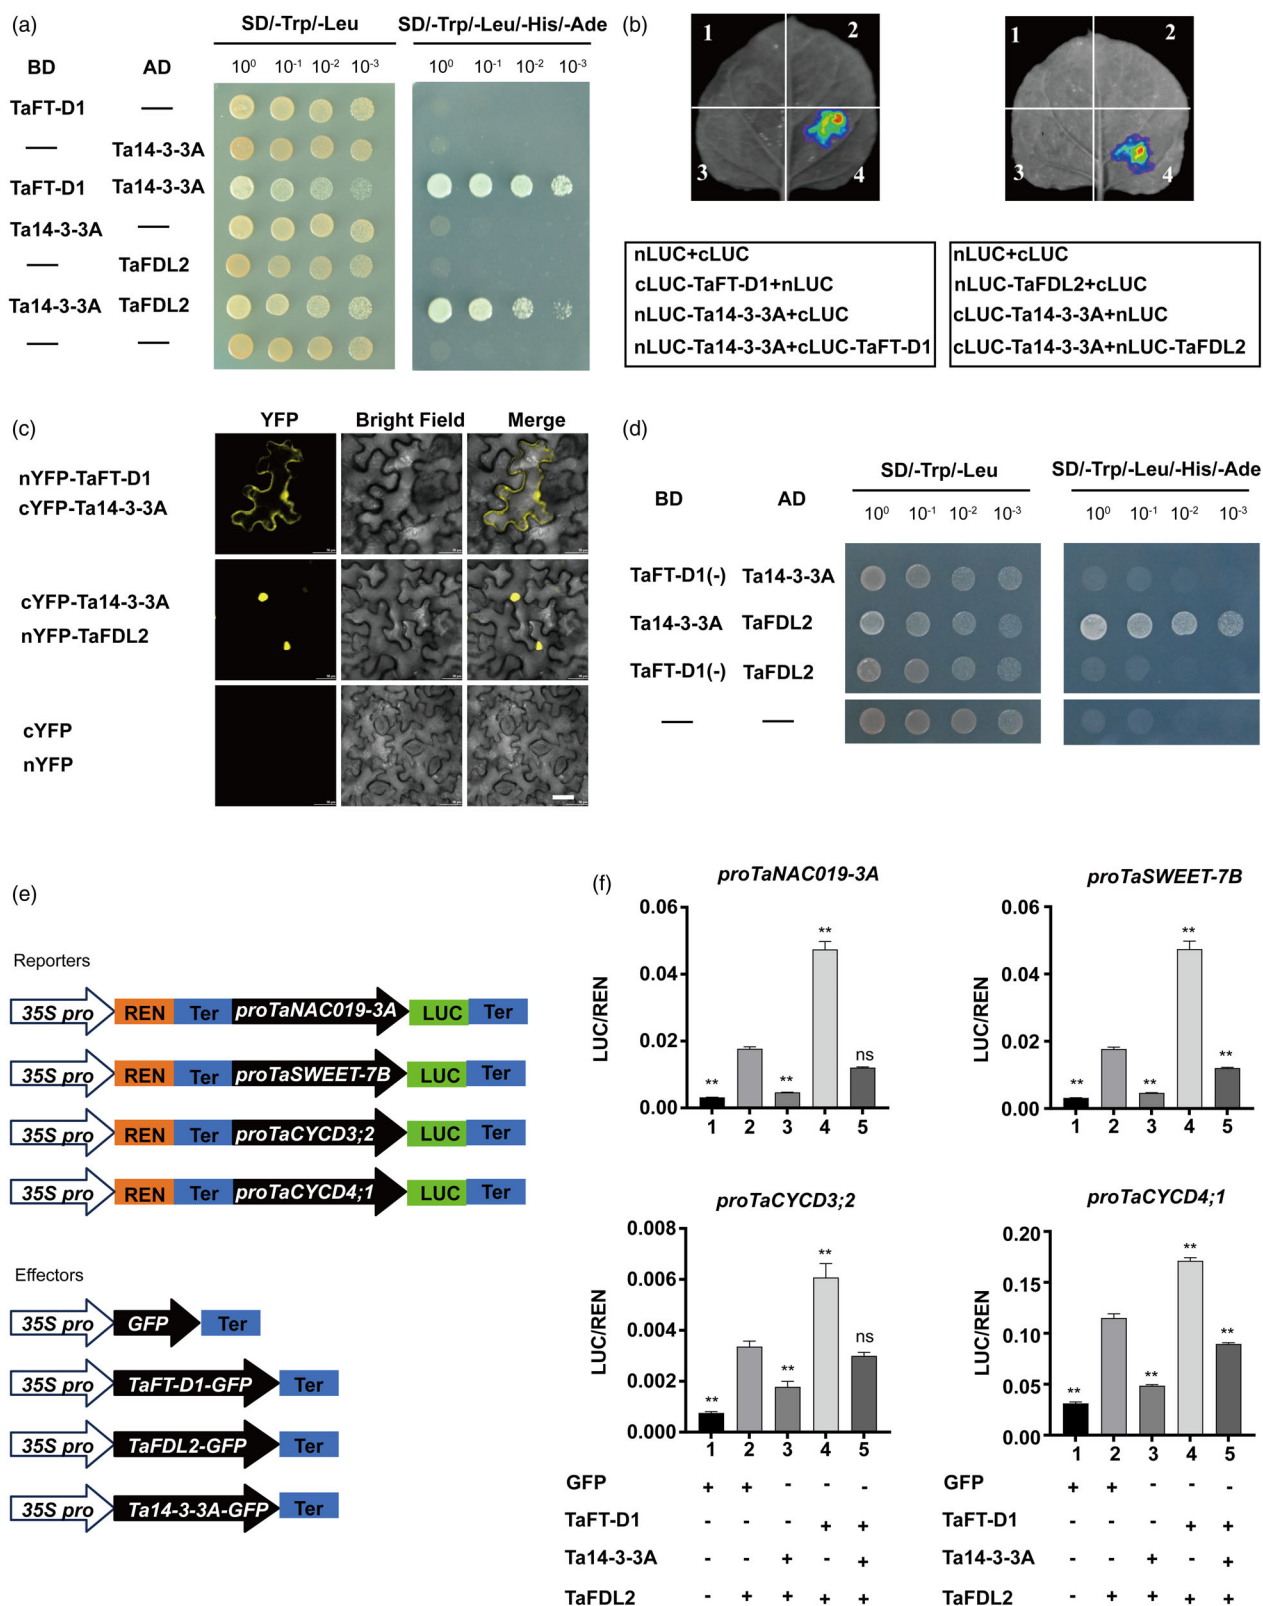 (a)
SD/-Trp/-Leu SD/-Trp/-Leu/-His/-Ade
BD AD 10⁰ 10⁻¹ 10⁻² 10⁻³ 10⁰ 10⁻¹ 10⁻² 10⁻³
TaFT-D1 —
— Ta14-3-3A
TaFT-D1 Ta14-3-3A
Ta14-3-3A —
— TaFDL2
Ta14-3-3A TaFDL2
— —
(b)
1 2
3 4
1 2
3 4
nLUC+cLUC
cLUC-TaFT-D1+nLUC
nLUC-Ta14-3-3A+cLUC
nLUC-Ta14-3-3A+cLUC-TaFT-D1
nLUC+cLUC
nLUC-TaFDL2+cLUC
cLUC-Ta14-3-3A+nLUC
cLUC-Ta14-3-3A+nLUC-TaFDL2
(c)
YFP Bright Field Merge
nYFP-TaFT-D1
cYFP-Ta14-3-3A
cYFP-Ta14-3-3A
nYFP-TaFDL2
cYFP
nYFP
(d)
SD/-Trp/-Leu SD/-Trp/-Leu/-His/-Ade
BD AD 10⁰ 10⁻¹ 10⁻² 10⁻³ 10⁰ 10⁻¹ 10⁻² 10⁻³
TaFT-D1(-) Ta14-3-3A
Ta14-3-3A TaFDL2
TaFT-D1(-) TaFDL2
— —
(e)
Reporters
35S pro REN Ter proTaNAC019-3A LUC Ter
35S pro REN Ter proTaSWEET-7B LUC Ter
35S pro REN Ter proTaCYCD3;2 LUC Ter
35S pro REN Ter proTaCYCD4;1 LUC Ter
Effectors
35S pro GFP Ter
35S pro TaFT-D1-GFP Ter
35S pro TaFDL2-GFP Ter
35S pro Ta14-3-3A-GFP Ter
(f)
proTaNAC019-3A
LUC/REN
0.06
0.04
0.02
0.00
** ** ** ns
1 2 3 4 5
proTaSWEET-7B
LUC/REN
0.06
0.04
0.02
0.00
** ** ** **
1 2 3 4 5
proTaCYCD3;2
LUC/REN
0.008
0.006
0.004
0.002
0.000
** ** ** ns
1 2 3 4 5
proTaCYCD4;1
LUC/REN
0.20
0.15
0.10
0.05
0.00
** ** ** **
1 2 3 4 5
GFP + + - - -
TaFT-D1 - - - + +
Ta14-3-3A - - + - +
TaFDL2 - + + + +
GFP + + - - -
TaFT-D1 - - - + +
Ta14-3-3A - - + - +
TaFDL2 - + + + +